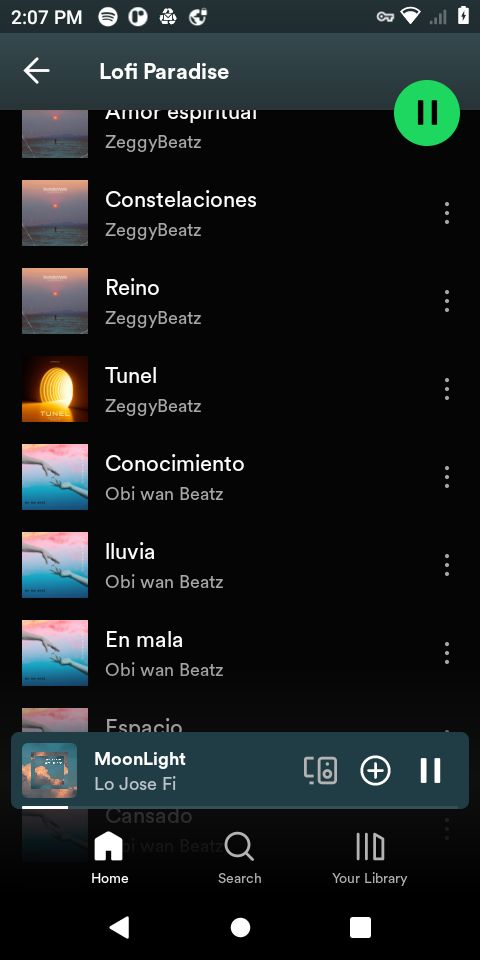 2:07 PM
Lofi Paradise
Amor espiritual
ZeggyBeatz
Constelaciones
ZeggyBeatz
Reino
ZeggyBeatz
TUNEL
Tunel
ZeggyBeatz
Conocimiento
Obi wan Beatz
lluvia
Obi wan Beatz
En mala
Obi wan Beatz
Espacio
MoonLight
Lo Jose Fi
Cansado
Obi wan Beatz
Home
Search
Your Library